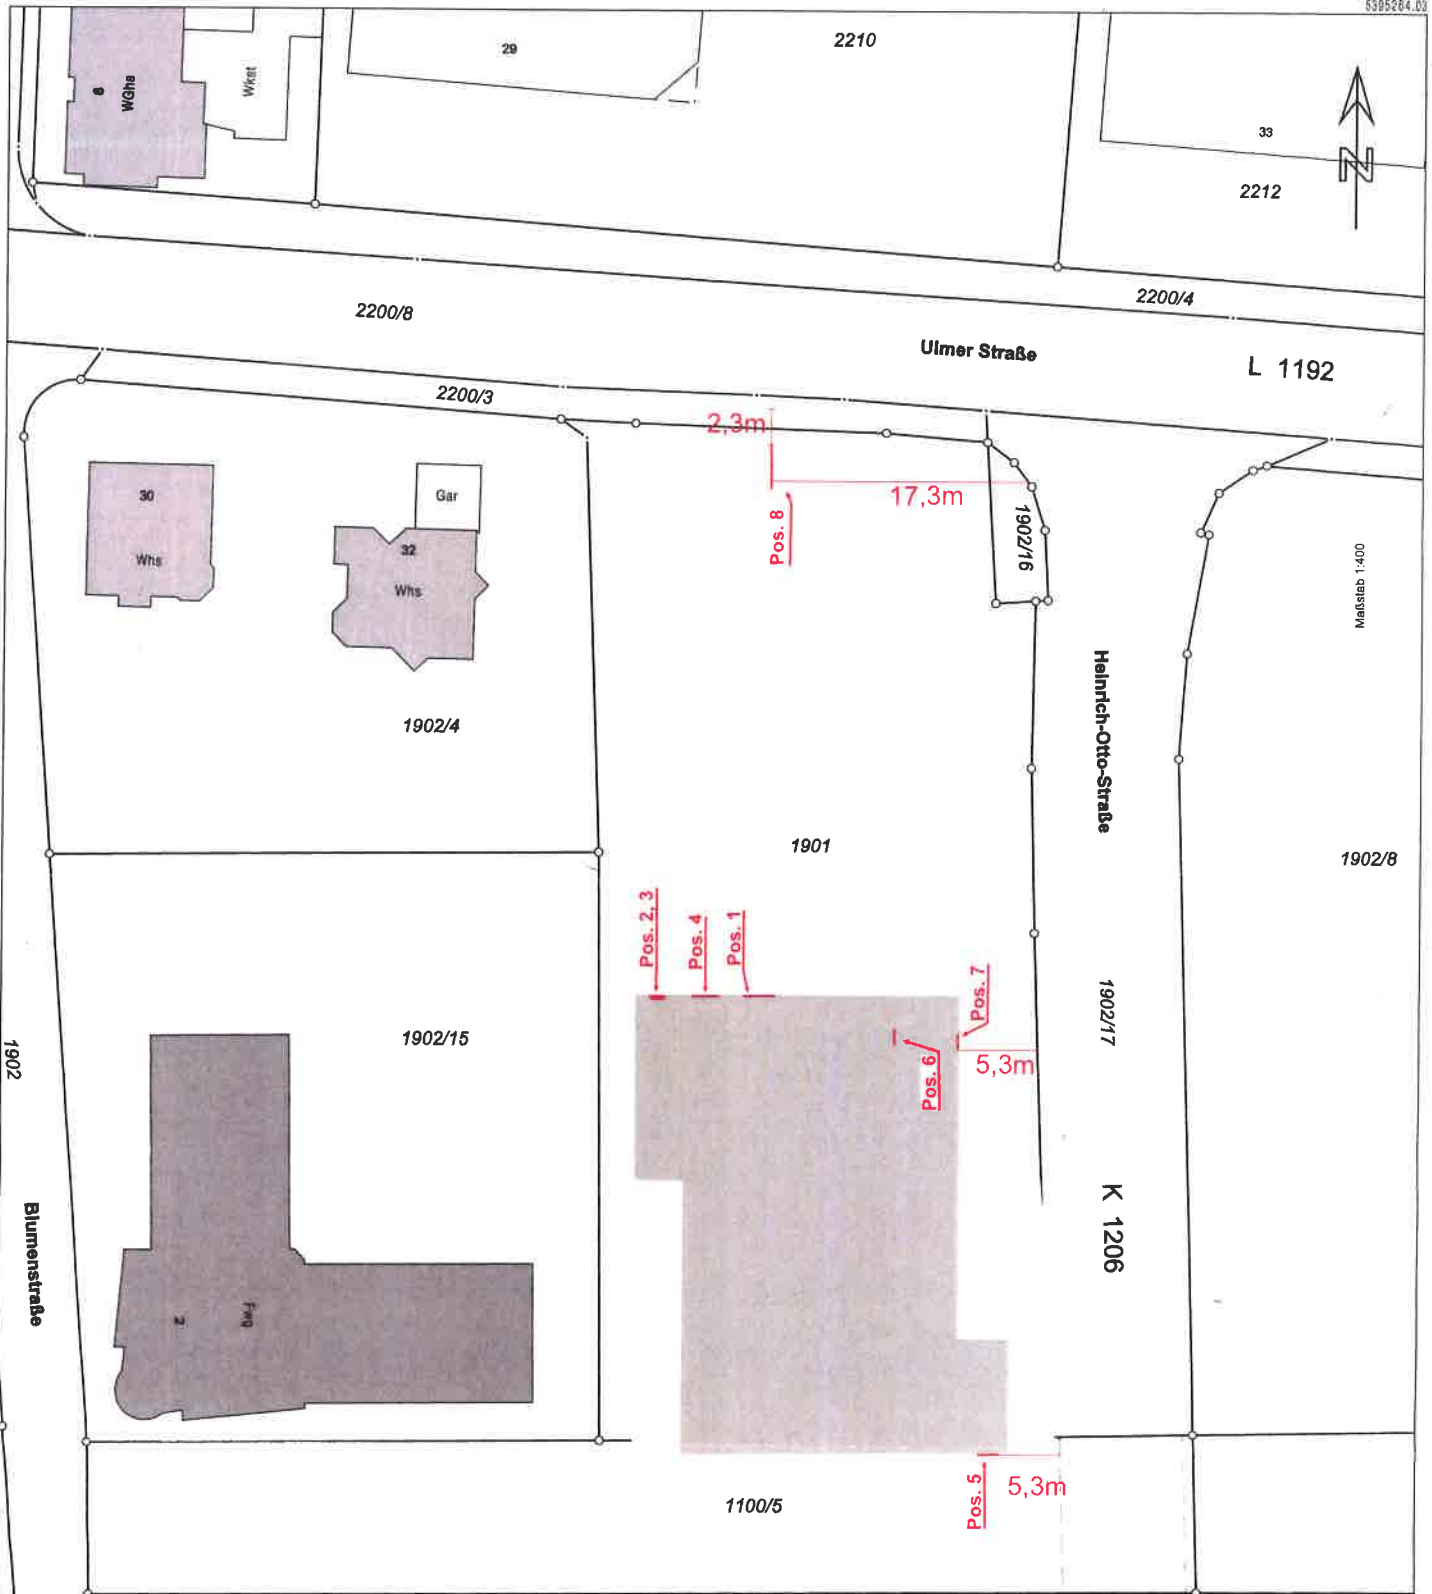 5395284.03
29
2210
8
WGhs
Wkst
33
2212
N
2200/8
2200/4
Ulmer Straße
L 1192
2200/3
2,3m
17,3m
Pos. 8
1902/16
30
Whs
Gar
32
Whs
Maßstab 1:400
Heinrich-Otto-Straße
1902/4
1901
1902/8
Pos. 2, 3
Pos. 4
Pos. 1
Pos. 7
Pos. 6
5,3m
1902/17
1902/15
1902
K 1206
Blumenstraße
2
Fwg
Pos. 5
5,3m
1100/5